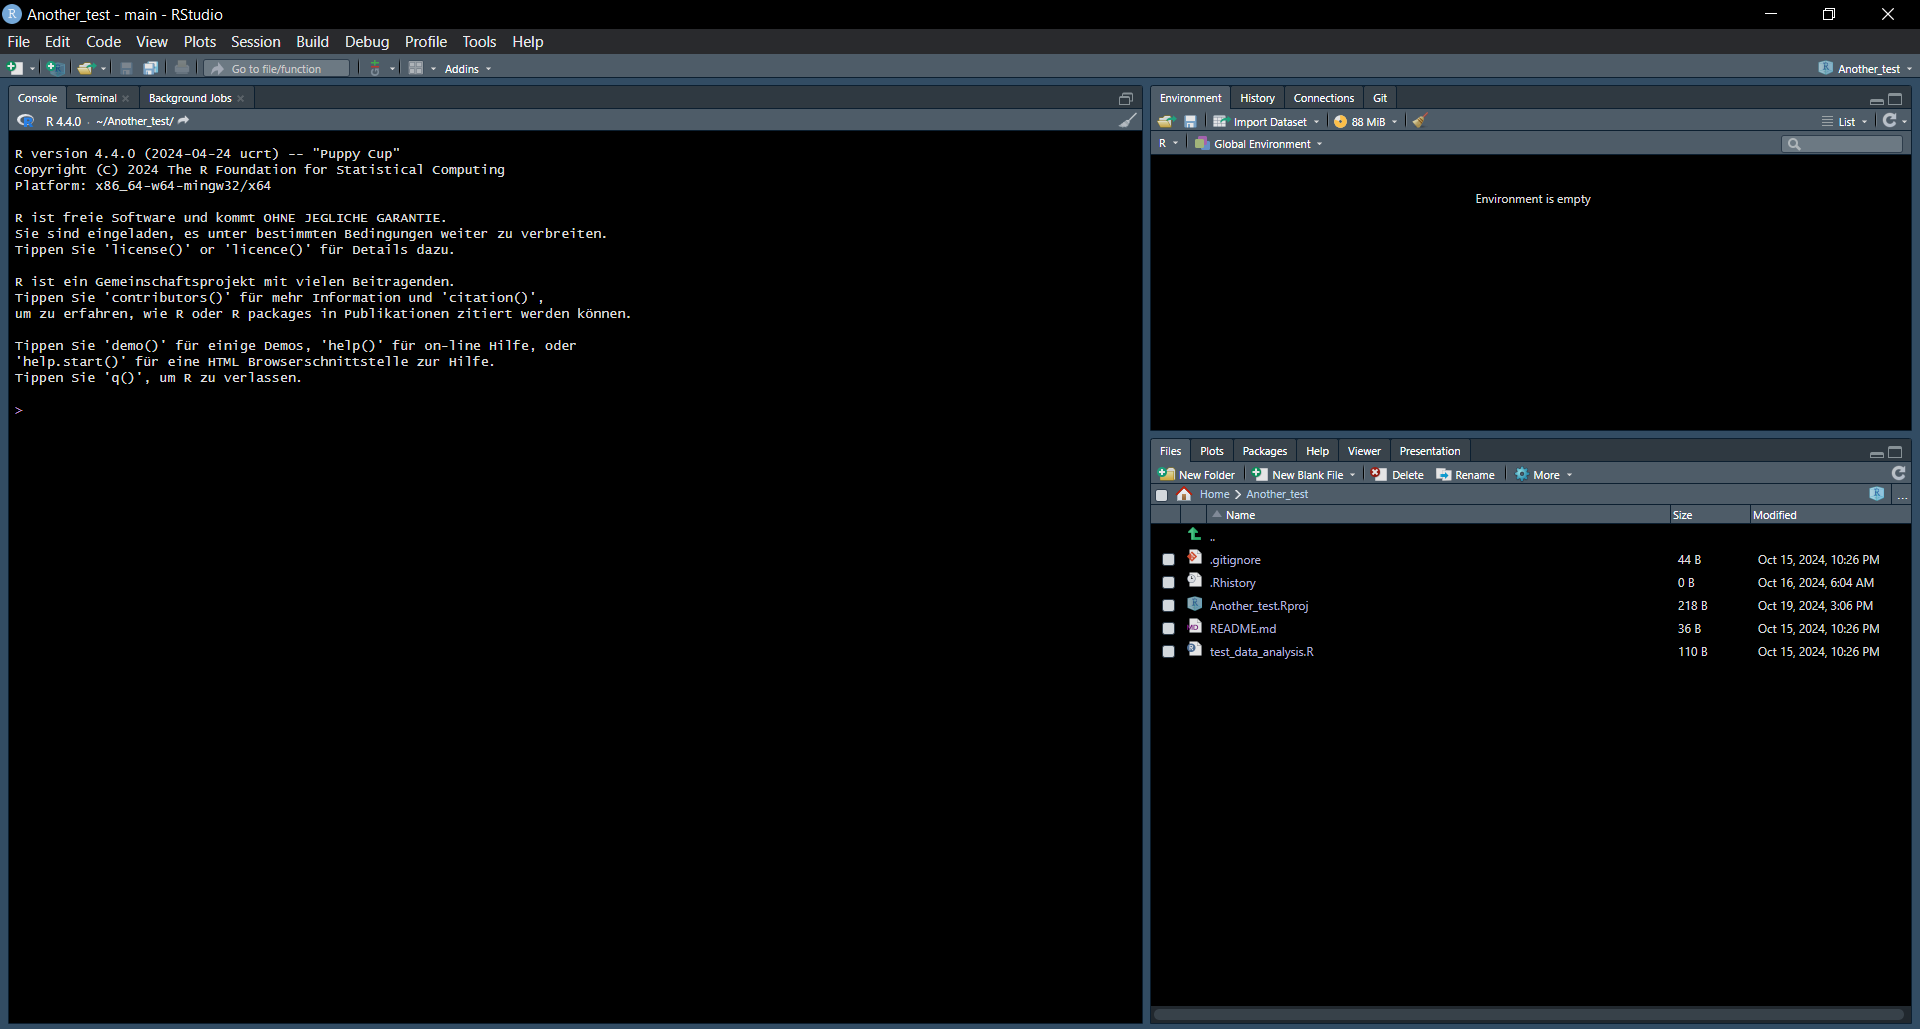 Another_test - main - RStudio
File Edit Code View Plots Session Build Debug Profile Tools Help
Go to file/function Addins Another_test
Console Terminal Background Jobs
R 4.4.0 · ~/Another_test/
R version 4.4.0 (2024-04-24 ucrt) -- "Puppy Cup"
Copyright (C) 2024 The R Foundation for Statistical Computing
Platform: x86_64-w64-mingw32/x64
R ist freie Software und kommt OHNE JEGLICHE GARANTIE.
Sie sind eingeladen, es unter bestimmten Bedingungen weiter zu verbreiten.
Tippen Sie 'license()' or 'licence()' für Details dazu.
R ist ein Gemeinschaftsprojekt mit vielen Beitragenden.
Tippen Sie 'contributors()' für mehr Information und 'citation()',
um zu erfahren, wie R oder R packages in Publikationen zitiert werden können.
Tippen Sie 'demo()' für einige Demos, 'help()' für on-line Hilfe, oder
'help.start()' für eine HTML Browserschnittstelle zur Hilfe.
Tippen Sie 'q()', um R zu verlassen.
>
Environment History Connections Git
Import Dataset 88 MiB List
R Global Environment
Environment is empty
Files Plots Packages Help Viewer Presentation
New Folder New Blank File Delete Rename More
Home Another_test ...
Name Size Modified
..
.gitignore 44 B Oct 15, 2024, 10:26 PM
.Rhistory 0 B Oct 16, 2024, 6:04 AM
Another_test.Rproj 218 B Oct 19, 2024, 3:06 PM
README.md 36 B Oct 15, 2024, 10:26 PM
test_data_analysis.R 110 B Oct 15, 2024, 10:26 PM